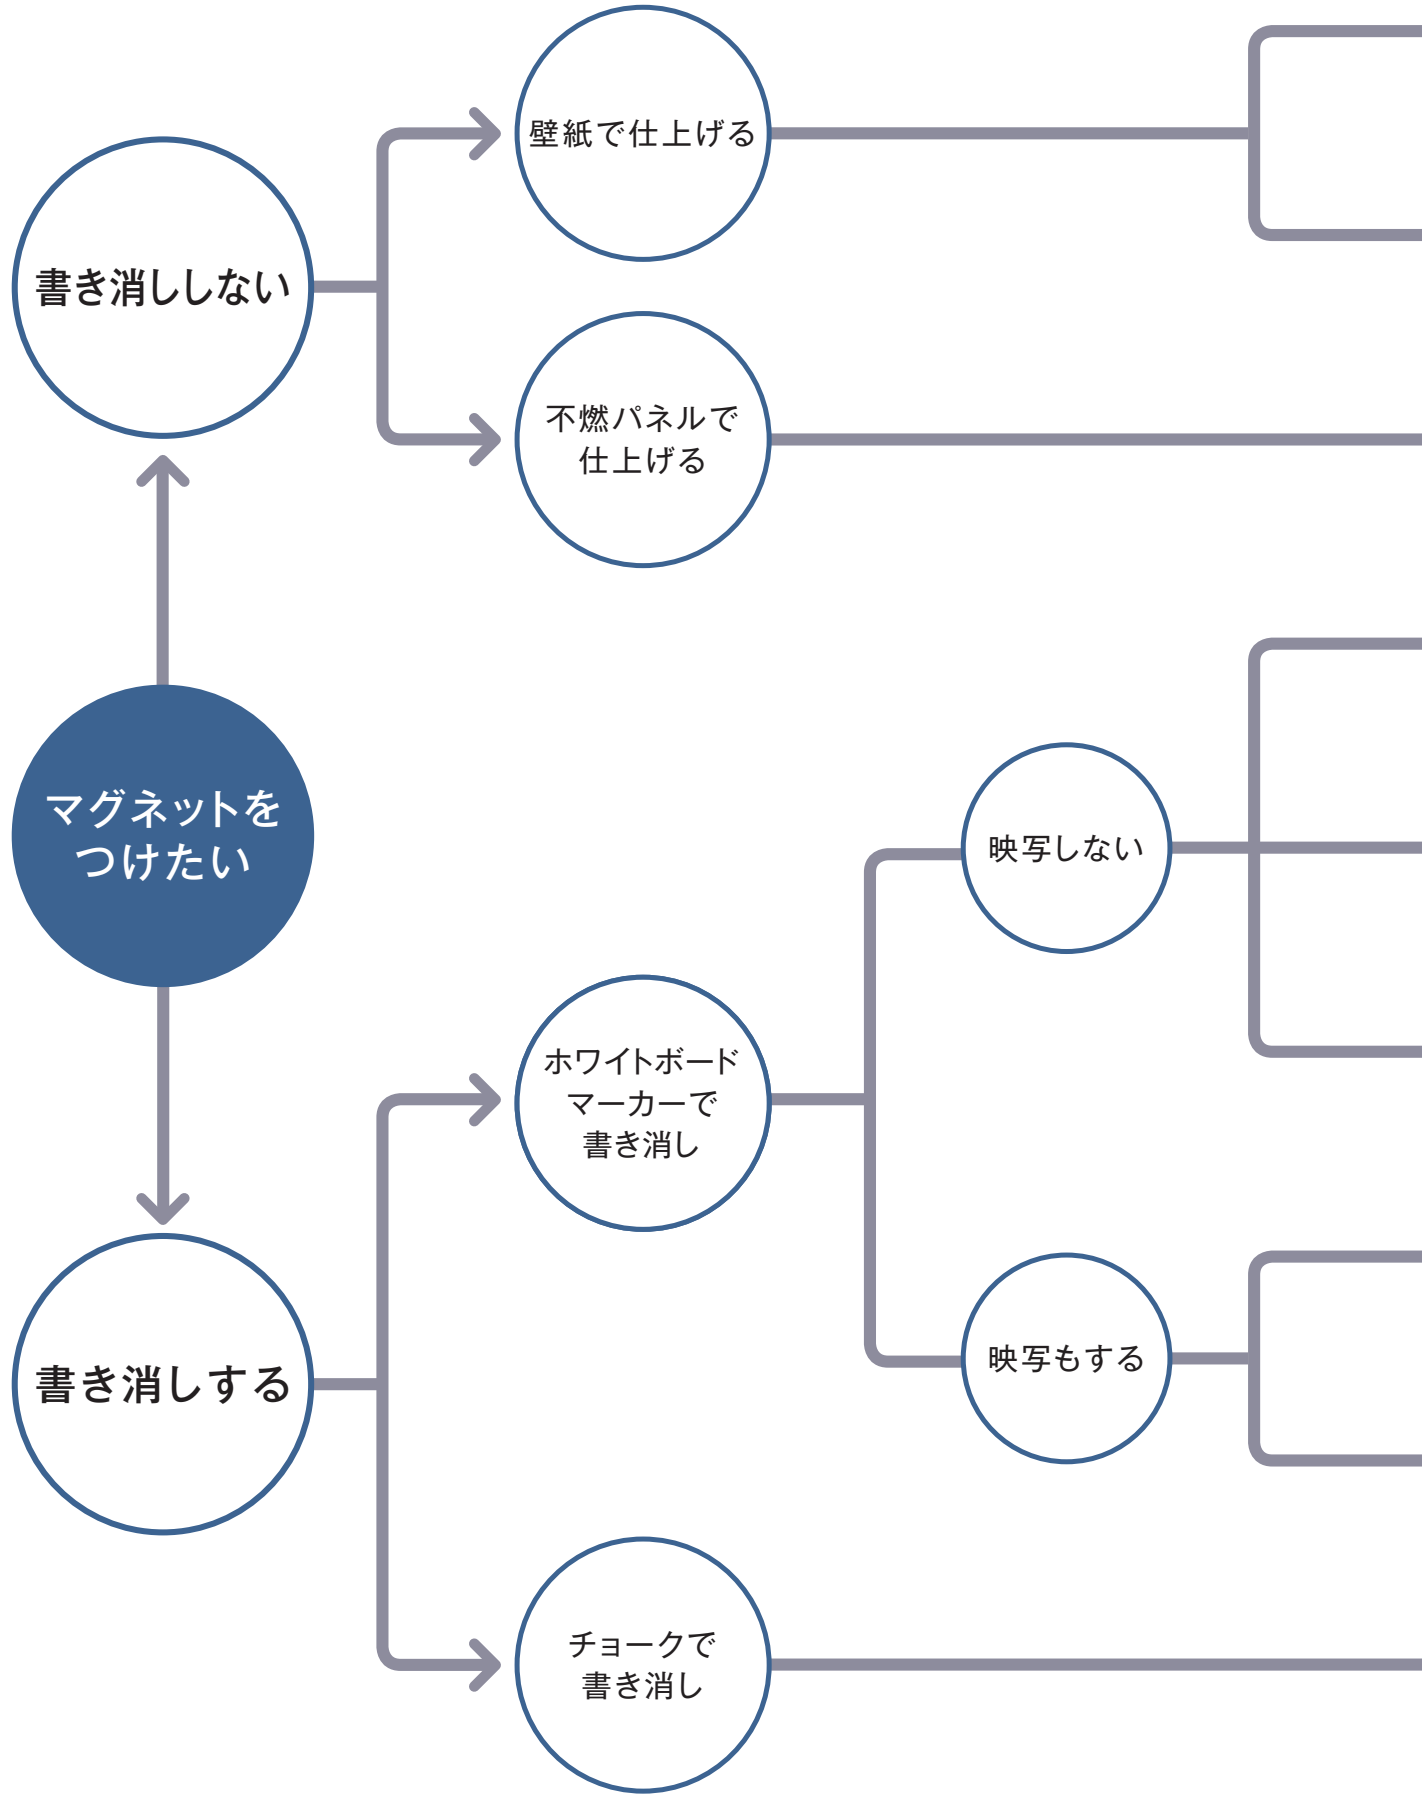 壁紙で仕上げる
書き消ししない
不燃パネルで
仕上げる
マグネットを
つけたい
映写しない
ホワイトボード
マーカーで
書き消し
映写もする
書き消しする
チョークで
書き消し